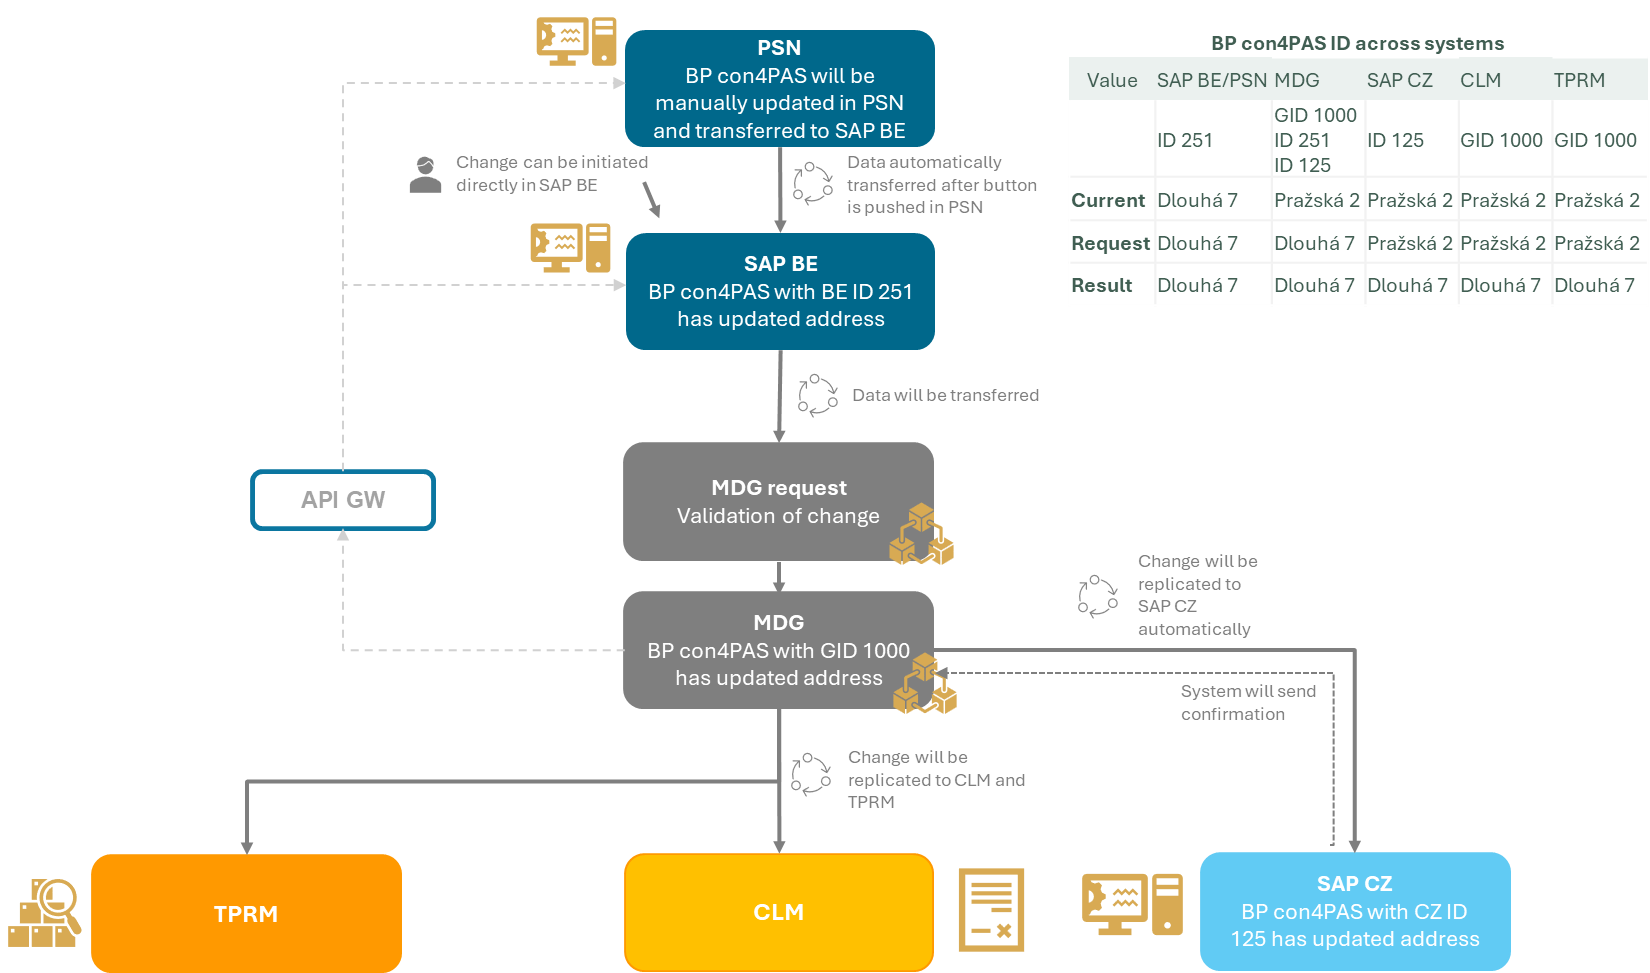 PSN
BP con4PAS will be
manually updated in PSN
and transferred to SAP BE
BP con4PAS ID across systems
Value SAP BE/PSN MDG SAP CZ CLM TPRM
GID 1000
ID 251 ID 251 ID 125 GID 1000 GID 1000
ID 125
Current Dlouhá 7 Pražská 2 Pražská 2 Pražská 2 Pražská 2
Request Dlouhá 7 Dlouhá 7 Pražská 2 Pražská 2 Pražská 2
Result Dlouhá 7 Dlouhá 7 Dlouhá 7 Dlouhá 7 Dlouhá 7
Change can be initiated
directly in SAP BE
Data automatically
transferred after button
is pushed in PSN
SAP BE
BP con4PAS with BE ID 251
has updated address
Data will be transferred
API GW
MDG request
Validation of change
MDG
BP con4PAS with GID 1000
has updated address
Change will be
replicated to
SAP CZ
automatically
System will send
confirmation
Change will be
replicated to CLM and
TPRM
TPRM
CLM
SAP CZ
BP con4PAS with CZ ID
125 has updated address